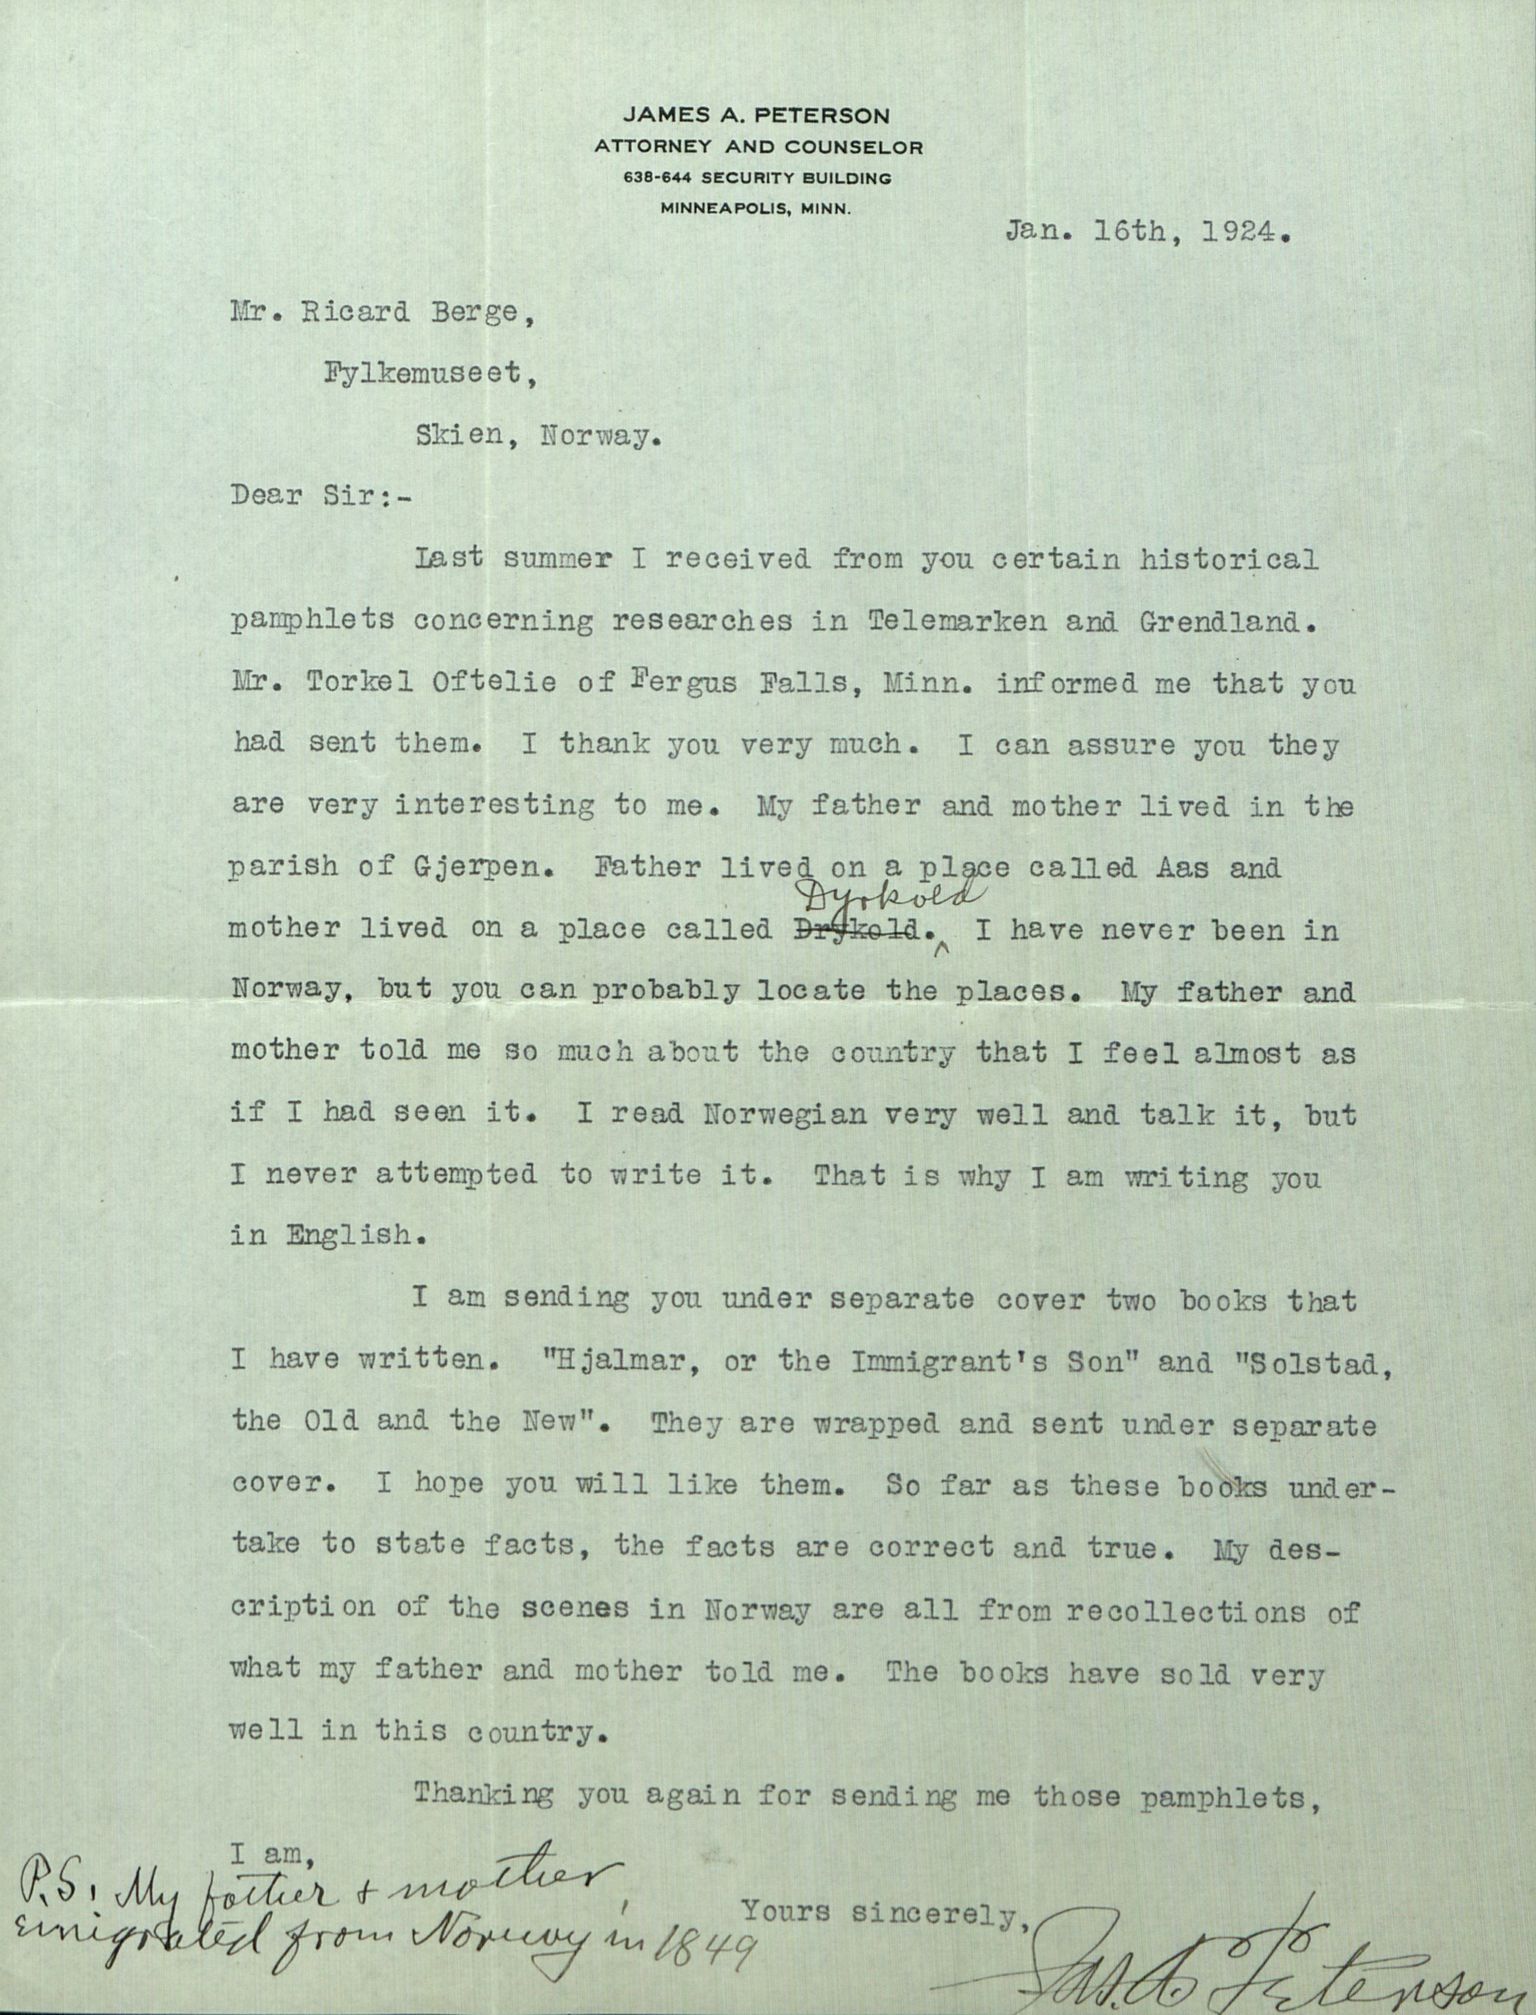 JAMES A. PETERSON
ATTORNEY AND COUNSELOR
638-644 SECURITY BUILDING
MINNEAPOLIS, MINN.
Jan. 16th, 1924.
Mr. Ricard Berge,
Fylkemuseet,
Skien, Norway.
Dear Sir:-
Last summer I received from you certain historical
pamphlets concerning researches in Telemarken and Grendland.
Mr. Torkel Oftelie of Fergus Falls, Minn. informed me that you
had sent them. I thank you very much. I can assure you they
are very interesting to me. My father and mother lived in the
parish of Gjerpen. Father lived on a place called Aas and
Dyrkold
mother lived on a place called Drykold.^ I have never been in
Norway, but you can probably locate the places. My father and
mother told me so much about the country that I feel almost as
if I had seen it. I read Norwegian very well and talk it, but
I never attempted to write it. That is why I am writing you
in English.
I am sending you under separate cover two books that
I have written. "Hjalmar, or the Immigrant's Son" and "Solstad,
the Old and the New". They are wrapped and sent under separate
cover. I hope you will like them. So far as these books under-
take to state facts, the facts are correct and true. My des-
cription of the scenes in Norway are all from recollections of
what my father and mother told me. The books have sold very
well in this country.
Thanking you again for sending me those pamphlets,
I am,
Yours sincerely,
Jas. A Peterson
P.S. My father & mother
emigrated from Norway in 1849